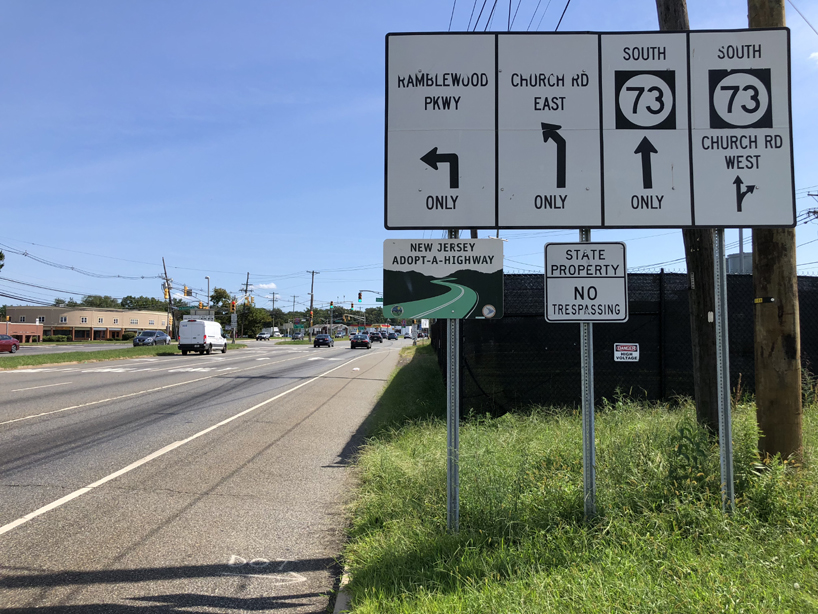 RAMBLEWOOD
PKWY
ONLY
CHURCH RD
EAST
ONLY
SOUTH
73
ONLY
SOUTH
73
CHURCH RD
WEST
NEW JERSEY
ADOPT-A-HIGHWAY
STATE
PROPERTY
NO
TRESPASSING
DANGER
HIGH
VOLTAGE
DOT